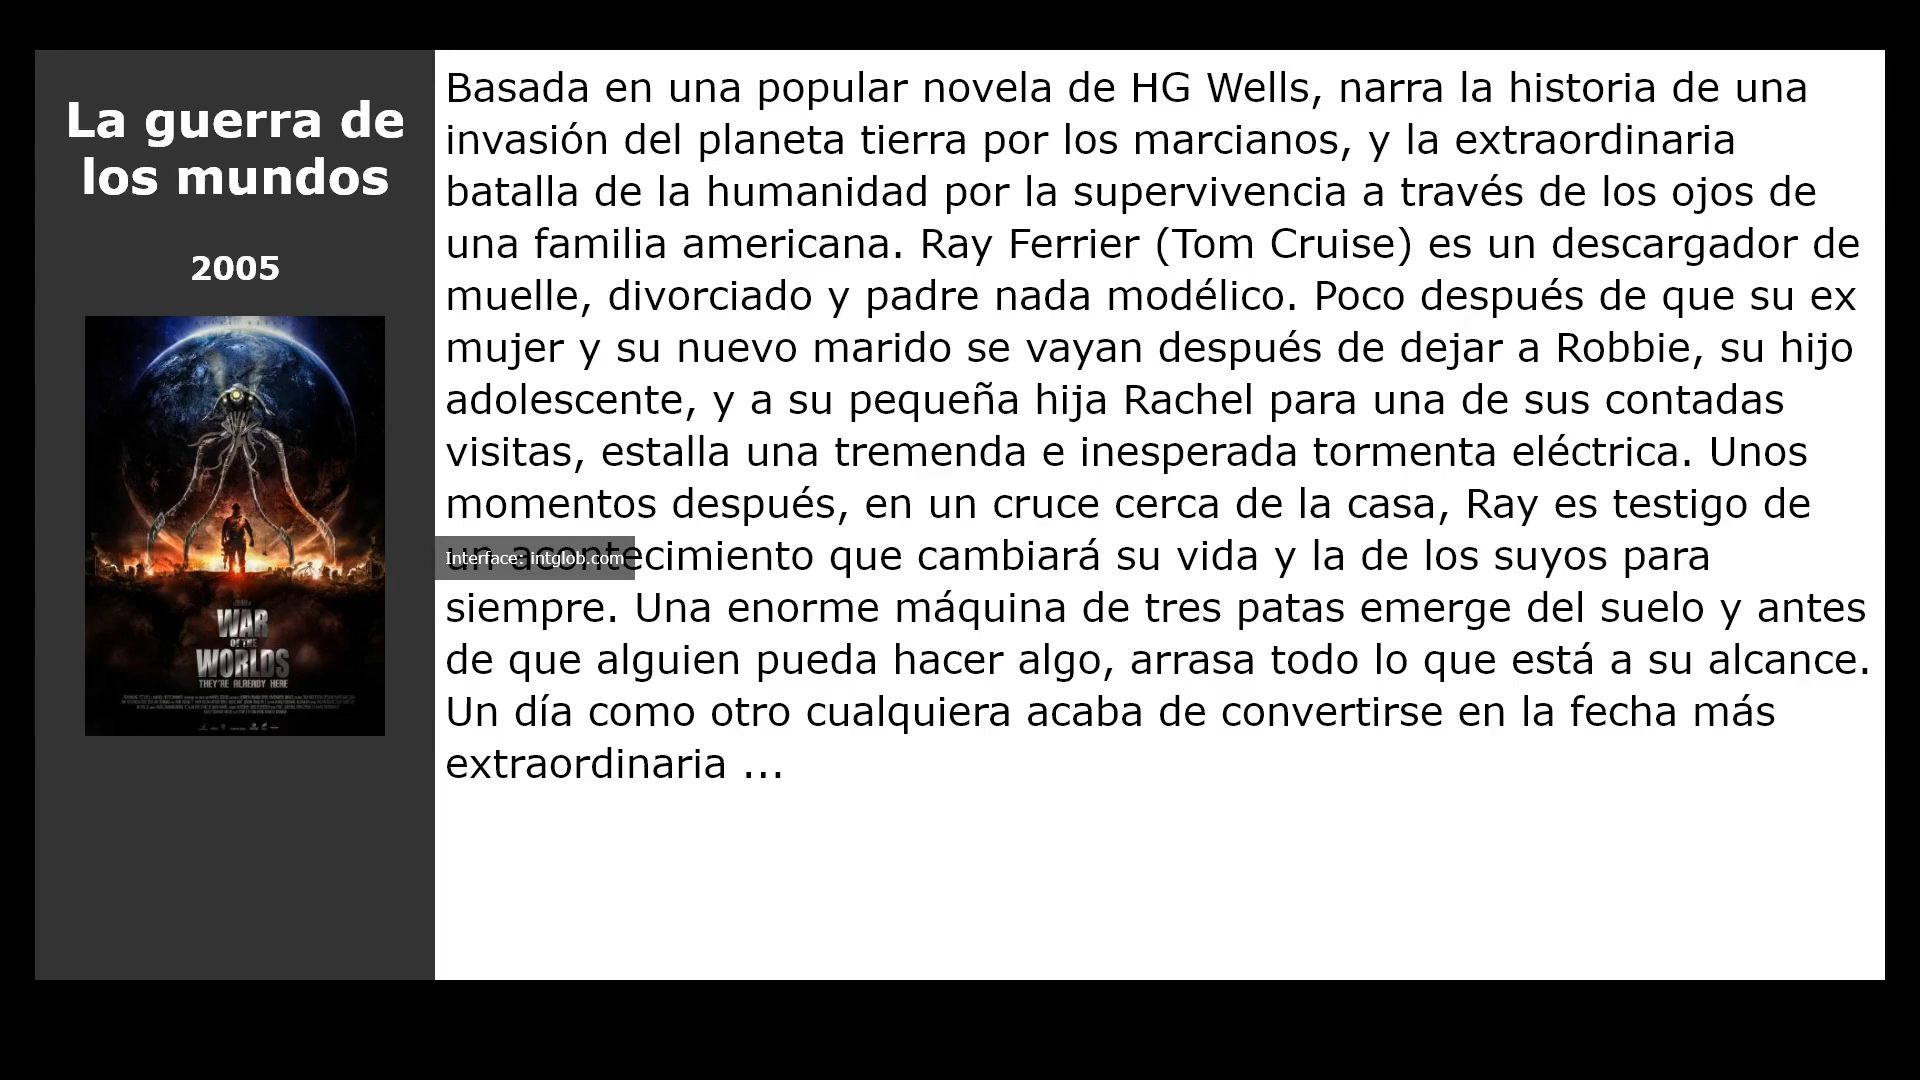 La guerra de
los mundos
2005
WAR
OF THE
WORLDS
THEY'RE ALREADY HERE
Basada en una popular novela de HG Wells, narra la historia de una
invasión del planeta tierra por los marcianos, y la extraordinaria
batalla de la humanidad por la supervivencia a través de los ojos de
una familia americana. Ray Ferrier (Tom Cruise) es un descargador de
muelle, divorciado y padre nada modélico. Poco después de que su ex
mujer y su nuevo marido se vayan después de dejar a Robbie, su hijo
adolescente, y a su pequeña hija Rachel para una de sus contadas
visitas, estalla una tremenda e inesperada tormenta eléctrica. Unos
momentos después, en un cruce cerca de la casa, Ray es testigo de
un acontecimiento que cambiará su vida y la de los suyos para
Interface: intglob.com
siempre. Una enorme máquina de tres patas emerge del suelo y antes
de que alguien pueda hacer algo, arrasa todo lo que está a su alcance.
Un día como otro cualquiera acaba de convertirse en la fecha más
extraordinaria ...